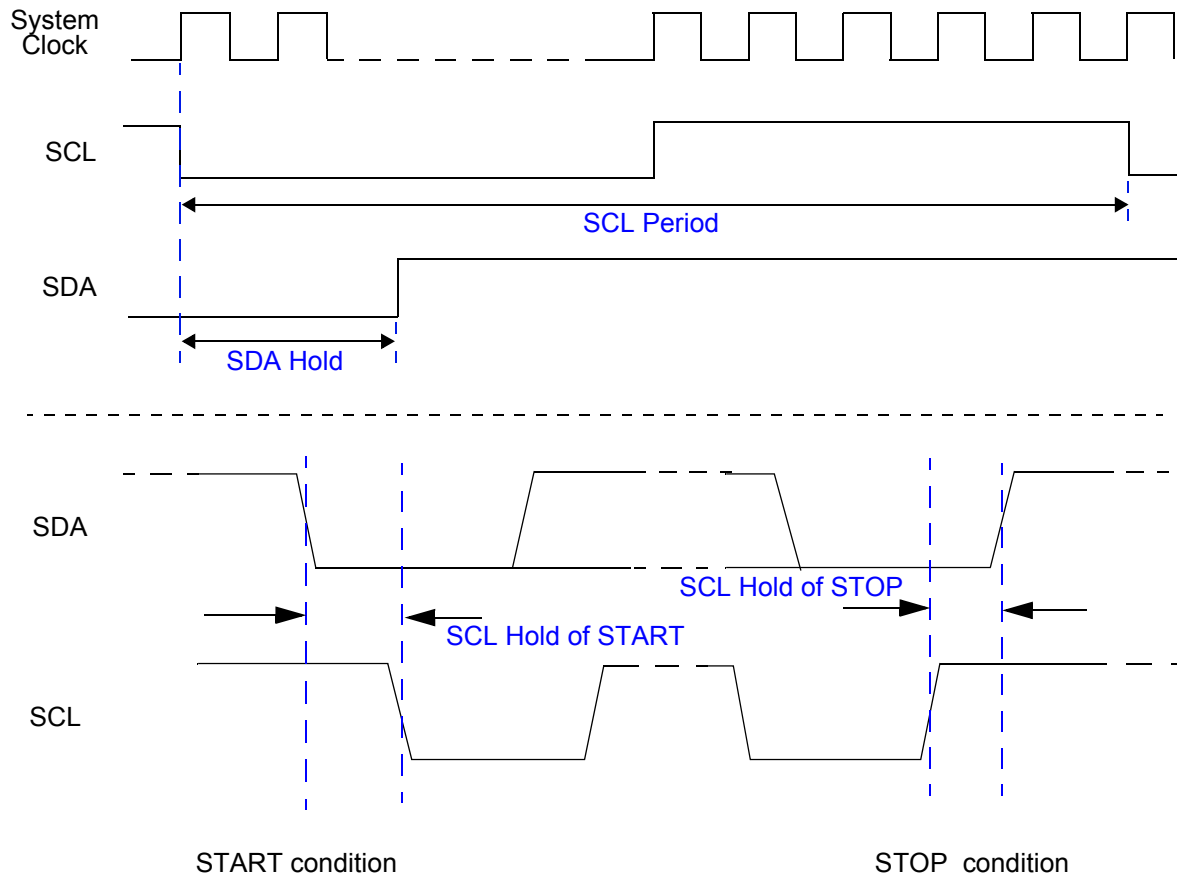 System
Clock
SCL
SCL Period
SDA
SDA Hold
SDA
SCL Hold of STOP
SCL Hold of START
SCL
START condition
STOP condition